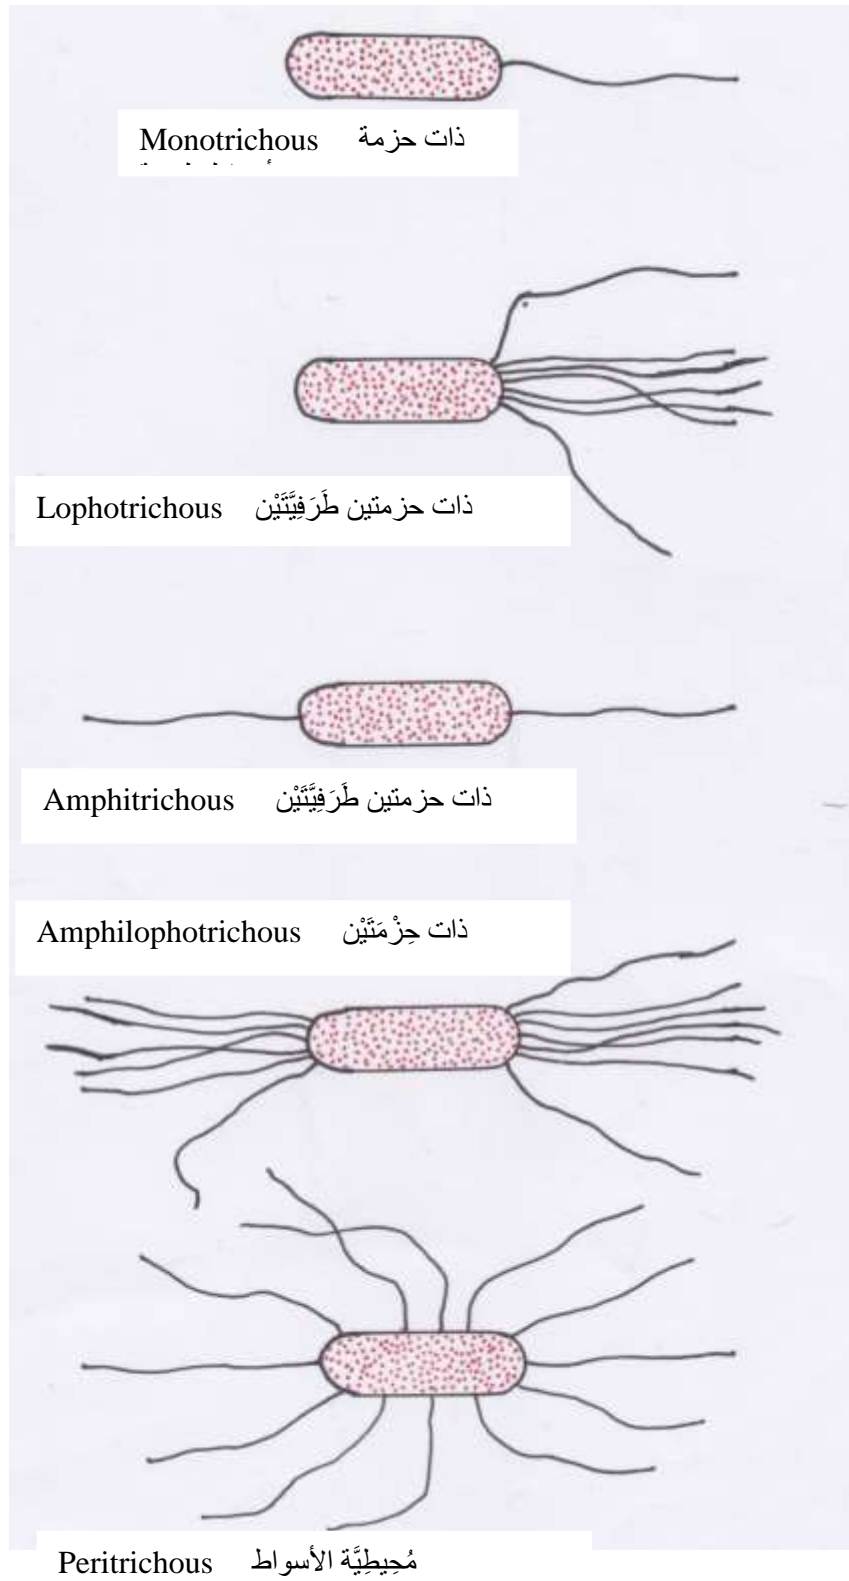 Monotrichous ذات حزمة
Lophotrichous ذات حزمتين طَرَفِيَّتَيْن
Amphitrichous ذات حزمتين طَرَفِيَّتَيْن
Amphilophotrichous ذات حِزْمَتَيْن
Peritrichous مُحِيطِيَّة الأسواط